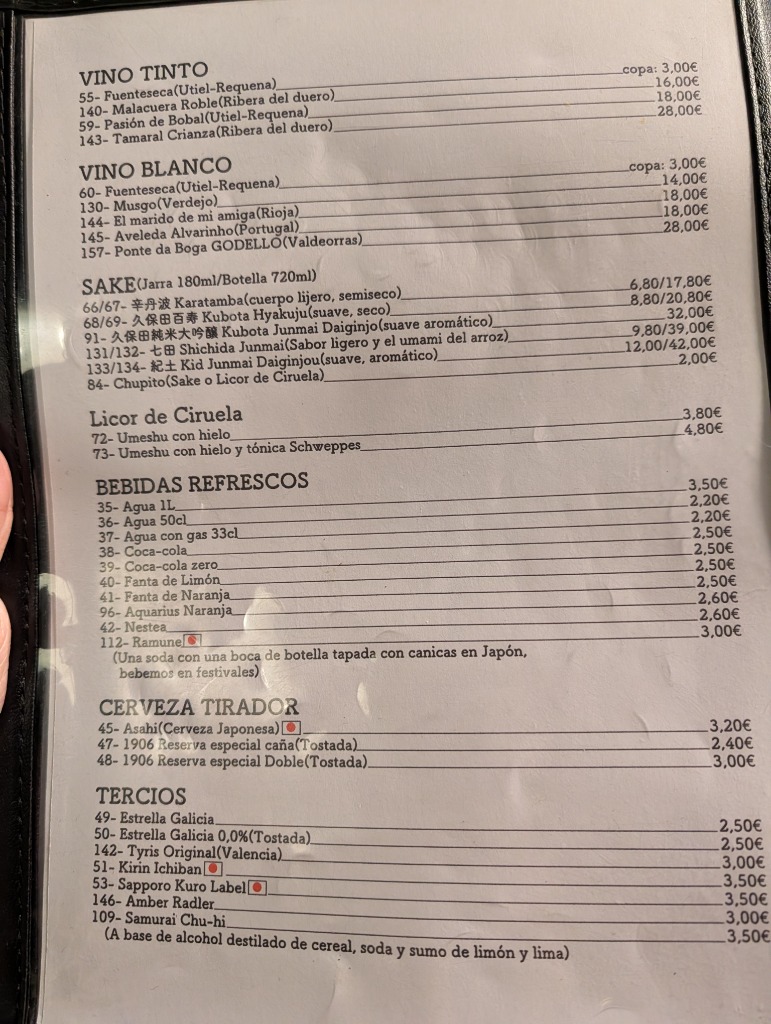 VINO TINTO
55- Fuenteseca(Utiel-Requena) copa: 3,00€
140- Malacuera Roble(Ribera del duero) 16,00€
59- Pasión de Bobal(Utiel-Requena) 18,00€
143- Tamaral Crianza(Ribera del duero) 28,00€
VINO BLANCO
60- Fuenteseca(Utiel-Requena) copa: 3,00€
130- Musgo(Verdejo) 14,00€
144- El marido de mi amiga(Rioja) 18,00€
145- Aveleda Alvarinho(Portugal) 18,00€
157- Ponte da Boga GODELLO(Valdeorras) 28,00€
SAKE(Jarra 180ml/Botella 720ml)
66/67- 辛丹波 Karatamba(cuerpo lijero, semiseco) 6,80/17,80€
68/69- 久保田百寿 Kubota Hyakuju(suave, seco) 8,80/20,80€
91- 久保田純米大吟醸 Kubota Junmai Daiginjo(suave aromático) 32,00€
131/132- 七田 Shichida Junmai(Sabor ligero y el umami del arroz) 9,80/39,00€
133/134- 紀土 Kid Junmai Daiginjou(suave, aromático) 12,00/42,00€
84- Chupito(Sake o Licor de Ciruela) 2,00€
Licor de Ciruela
72- Umeshu con hielo 3,80€
73- Umeshu con hielo y tónica Schweppes 4,80€
BEBIDAS REFRESCOS
35- Agua 1L 3,50€
36- Agua 50cl 2,20€
37- Agua con gas 33cl 2,20€
38- Coca-cola 2,50€
39- Coca-cola zero 2,50€
40- Fanta de Limón 2,50€
41- Fanta de Naranja 2,50€
96- Aquarius Naranja 2,60€
42- Nestea 2,60€
112- Ramune 3,00€
(Una soda con una boca de botella tapada con canicas en Japón,
bebemos en festivales)
CERVEZA TIRADOR
45- Asahi(Cerveza Japonesa) 3,20€
47- 1906 Reserva especial caña(Tostada) 2,40€
48- 1906 Reserva especial Doble(Tostada) 3,00€
TERCIOS
49- Estrella Galicia 2,50€
50- Estrella Galicia 0,0%(Tostada) 2,50€
142- Tyris Original(Valencia) 3,00€
51- Kirin Ichiban 3,50€
53- Sapporo Kuro Label 3,50€
146- Amber Radler 3,00€
109- Samurai Chu-hi 3,50€
(A base de alcohol destilado de cereal, soda y sumo de limón y lima)